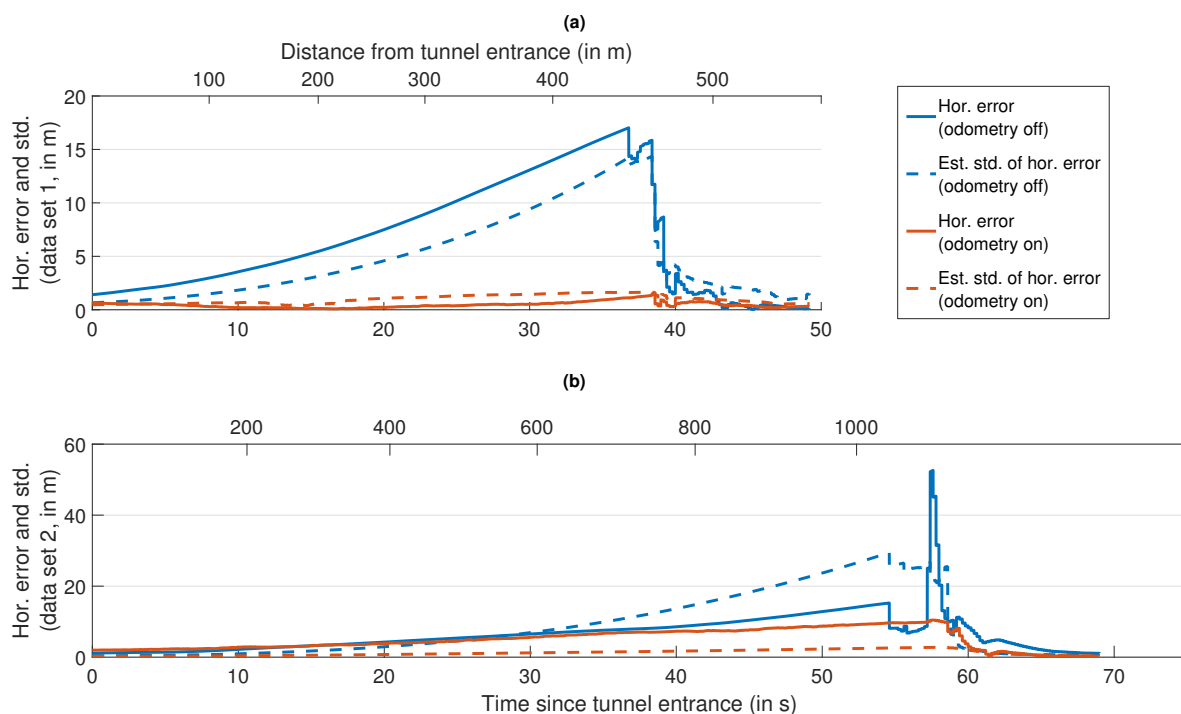 (a)
Distance from tunnel entrance (in m)
100 200 300 400 500
20
15
10
5
0
Hor. error and std.
(data set 1, in m)
0 10 20 30 40 50
Hor. error
(odometry off)
Est. std. of hor. error
(odometry off)
Hor. error
(odometry on)
Est. std. of hor. error
(odometry on)
(b)
200 400 600 800 1000
60
40
20
0
Hor. error and std.
(data set 2, in m)
0 10 20 30 40 50 60 70
Time since tunnel entrance (in s)